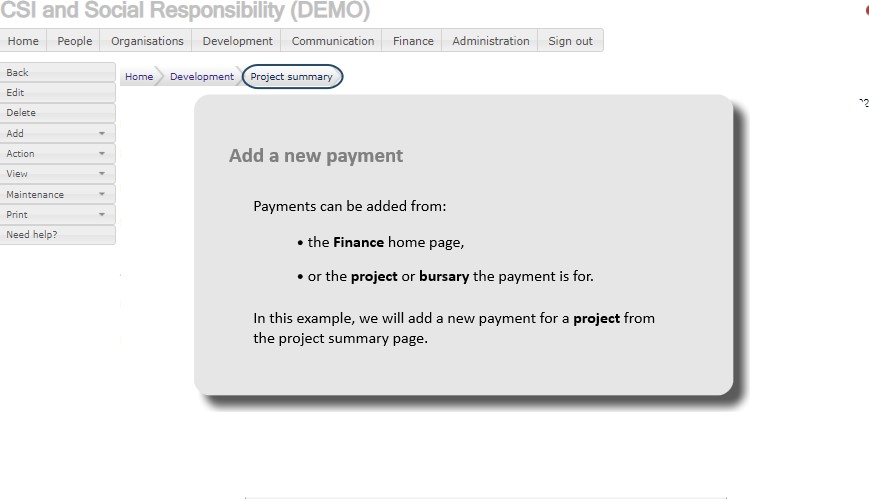 CSI and Social Responsibility (DEMO)
Home People Organisations Development Communication Finance Administration Sign out
Back
Edit
Delete
Add
Action
View
Maintenance
Print
Need help?
Home Development Project summary
Add a new payment
Payments can be added from:
• the Finance home page,
• or the project or bursary the payment is for.
In this example, we will add a new payment for a project from
the project summary page.